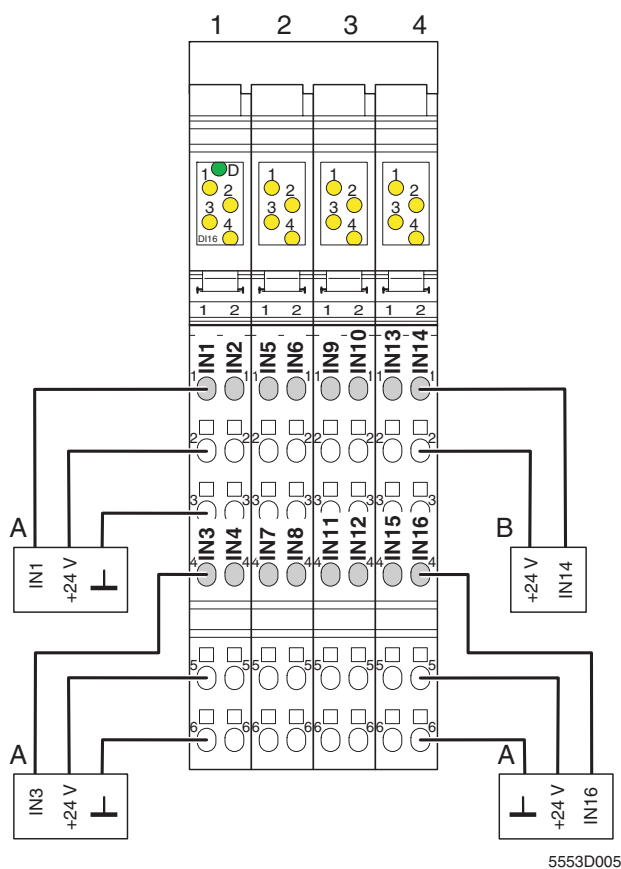 1 2 3 4
1 D 1 1 1
2 2 2 2
3 3 3 3
4 4 4 4
DI16
1 2 1 2 1 2 1 2
IN1 IN2 IN5 IN6 IN9 IN10 IN13 IN14
1 1 1 1 1 1 1 1
2 2 2 2 2 2 2 2
3 3 3 3 3 3 3 3
A B
IN1 +24 V
+24 V IN14
IN3 IN4 IN7 IN8 IN11 IN12 IN15 IN16
4 4 4 4 4 4 4 4
5 5 5 5 5 5 5 5
6 6 6 6 6 6 6 6
A A
IN3 +24 V
+24 V IN16
5553D005